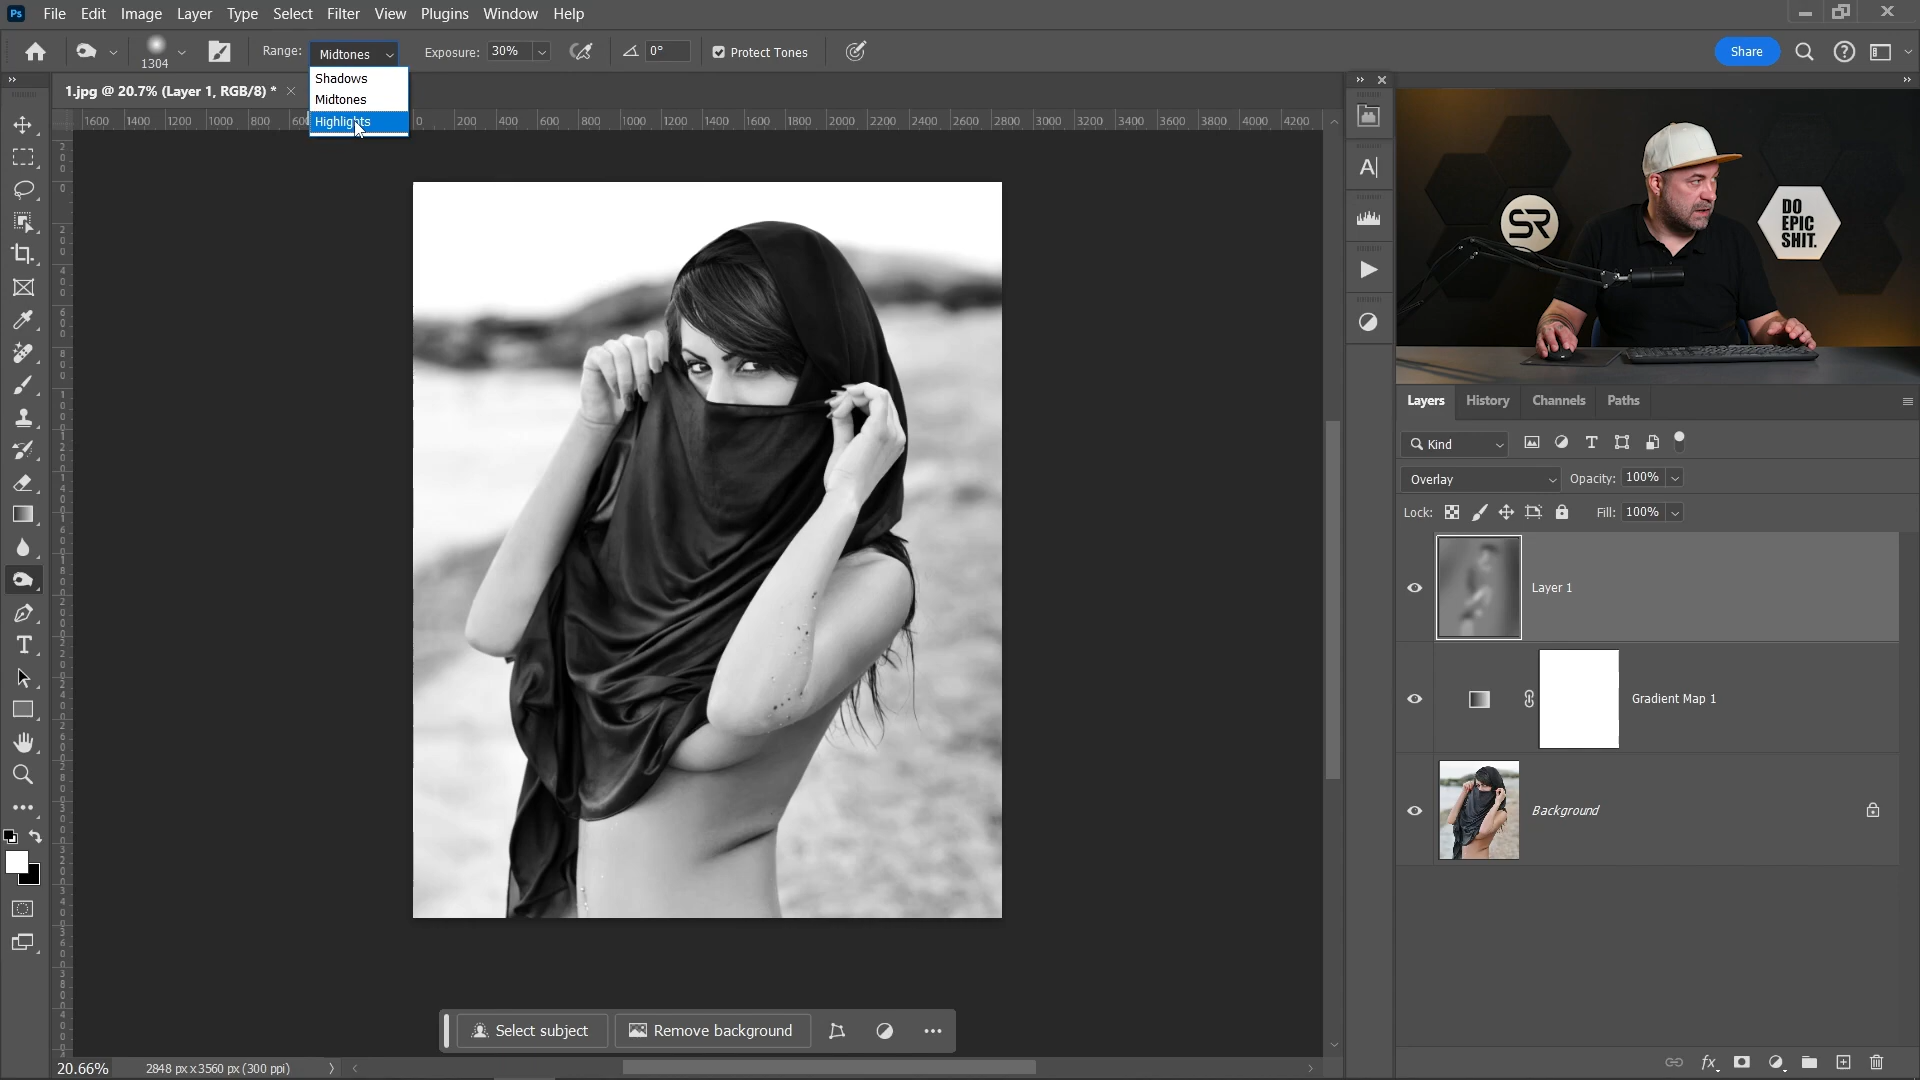 Ps File Edit Image Layer Type Select Filter View Plugins Window Help
1304 Range: Midtones Exposure: 30% 0° Protect Tones Share
Shadows
Midtones
Highlights
1.jpg @ 20.7% (Layer 1, RGB/8) *
1600 1400 1200 1000 800 0 200 400 600 800 1000 1200 1400 1600 1800 2000 2200 2400 2600 2800 3000 3200 3400 3600 3800 4000 4200
SR
DO
EPIC
SHIT.
Layers History Channels Paths
Kind
Overlay Opacity: 100%
Lock: Fill: 100%
Layer 1
Gradient Map 1
Background
Select subject Remove background
20.66% 2848 px x 3560 px (300 ppi)